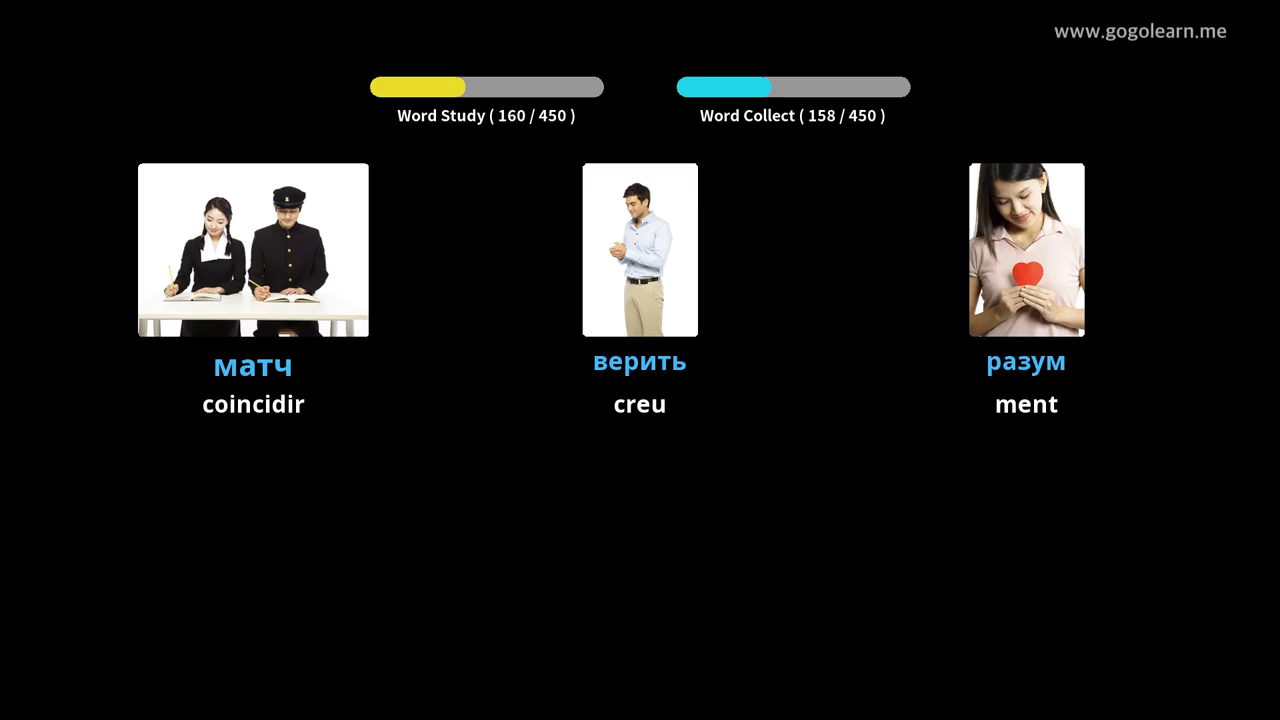 www.gogolearn.me
Word Study ( 160 / 450 )
Word Collect ( 158 / 450 )
матч
верить
разум
coincidir
creu
ment